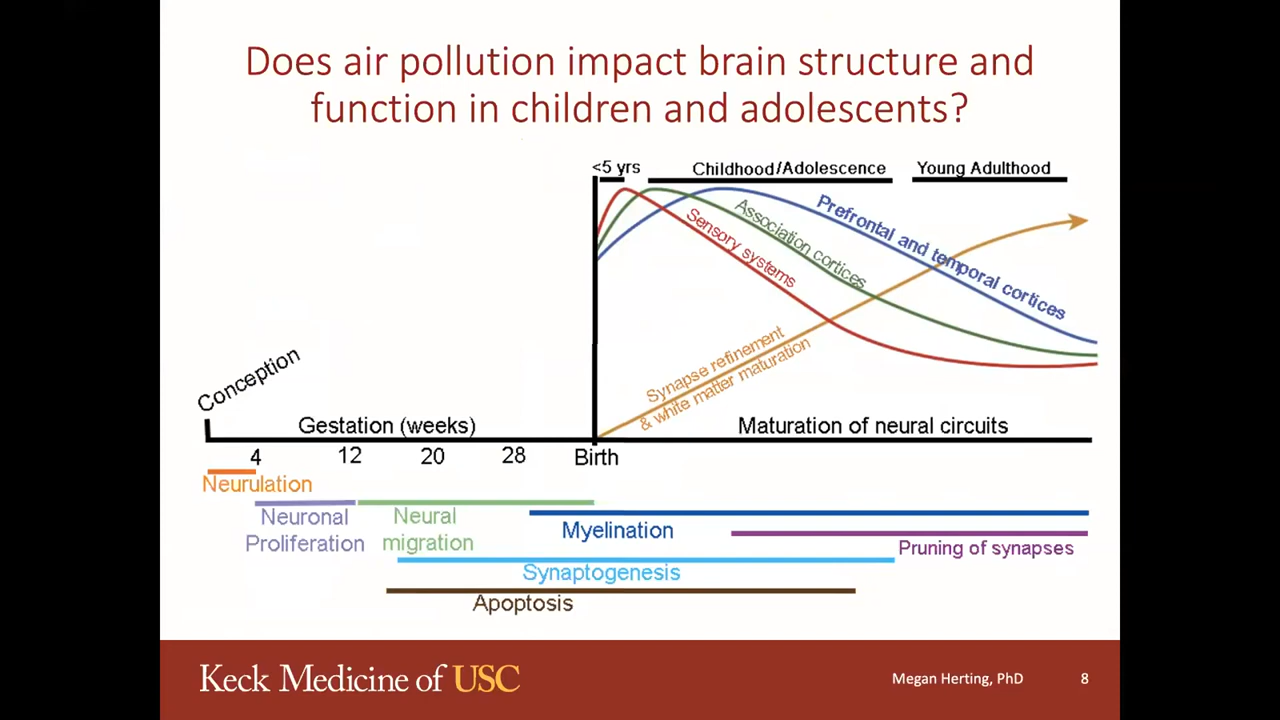 Does air pollution impact brain structure and
function in children and adolescents?
<5 yrs
Childhood/Adolescence
Young Adulthood
Sensory systems
Association cortices
Prefrontal and temporal cortices
Synapse refinement
& white matter maturation
Conception
Gestation (weeks)
Maturation of neural circuits
4
12
20
28
Birth
Neurulation
Neuronal
Proliferation
Neural
migration
Myelination
Pruning of synapses
Synaptogenesis
Apoptosis
Keck Medicine of USC
Megan Herting, PhD
8